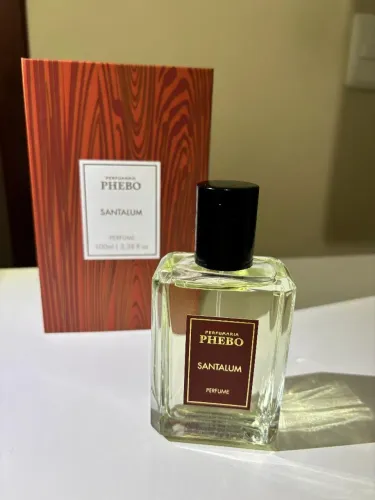 PERFUMARIA
PHEBO
SANTALUM
PERFUME
100ml | 3.38 fl oz
PERFUMARIA
PHEBO
SANTALUM
PERFUME